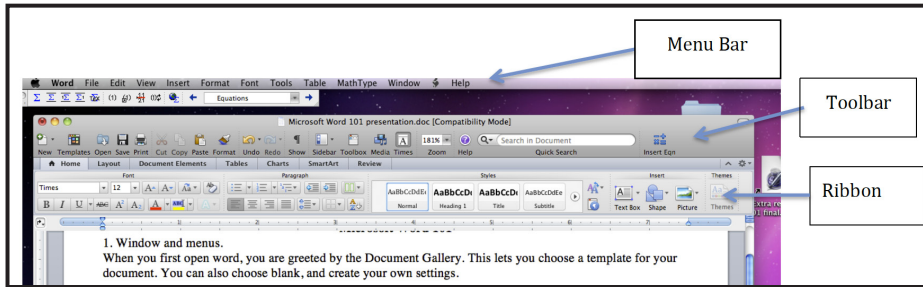 Menu Bar
Word File Edit View Insert Format Font Tools Table MathType Window Help
Equations
Toolbar
Microsoft Word 101 presentation.doc [Compatibility Mode]
181% Search in Document
New Templates Open Save Print Cut Copy Paste Format Undo Redo Show Sidebar Toolbox Media Times Zoom Help Quick Search Insert Eqn
Home Layout Document Elements Tables Charts SmartArt Review
Font Paragraph Styles Insert Themes
Ribbon
Times 12
AaBbCcDdEe AaBbCcDc AaBbCcDc AaBbCcDdEe
B I U ABC
Normal Heading 1 Title Subtitle Text Box Shape Picture Themes
Extra re
01 final
1. Window and menus.
When you first open word, you are greeted by the Document Gallery. This lets you choose a template for your
document. You can also choose blank, and create your own settings.